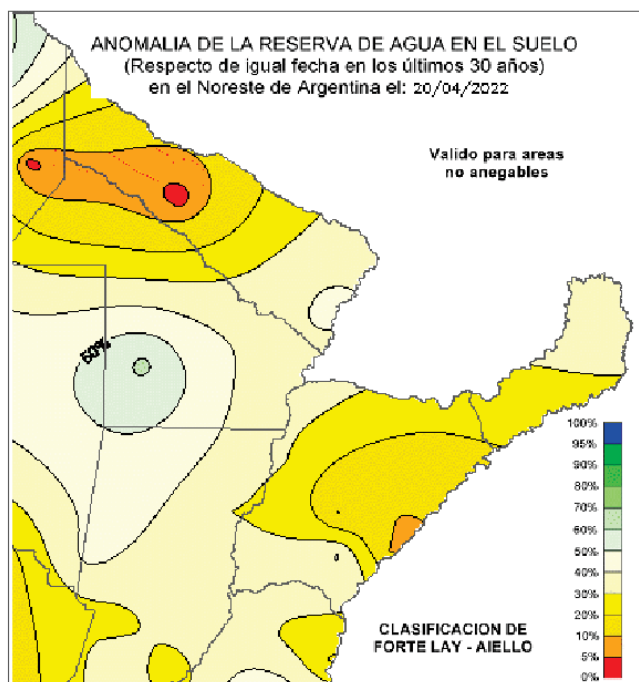 ANOMALIA DE LA RESERVA DE AGUA EN EL SUELO
(Respecto de igual fecha en los últimos 30 años)
en el Noreste de Argentina el: 20/04/2022
Valido para areas
no anegables
50%
100%
95%
90%
80%
70%
60%
50%
40%
30%
20%
10%
5%
0%
CLASIFICACION DE
FORTE LAY - AIELLO